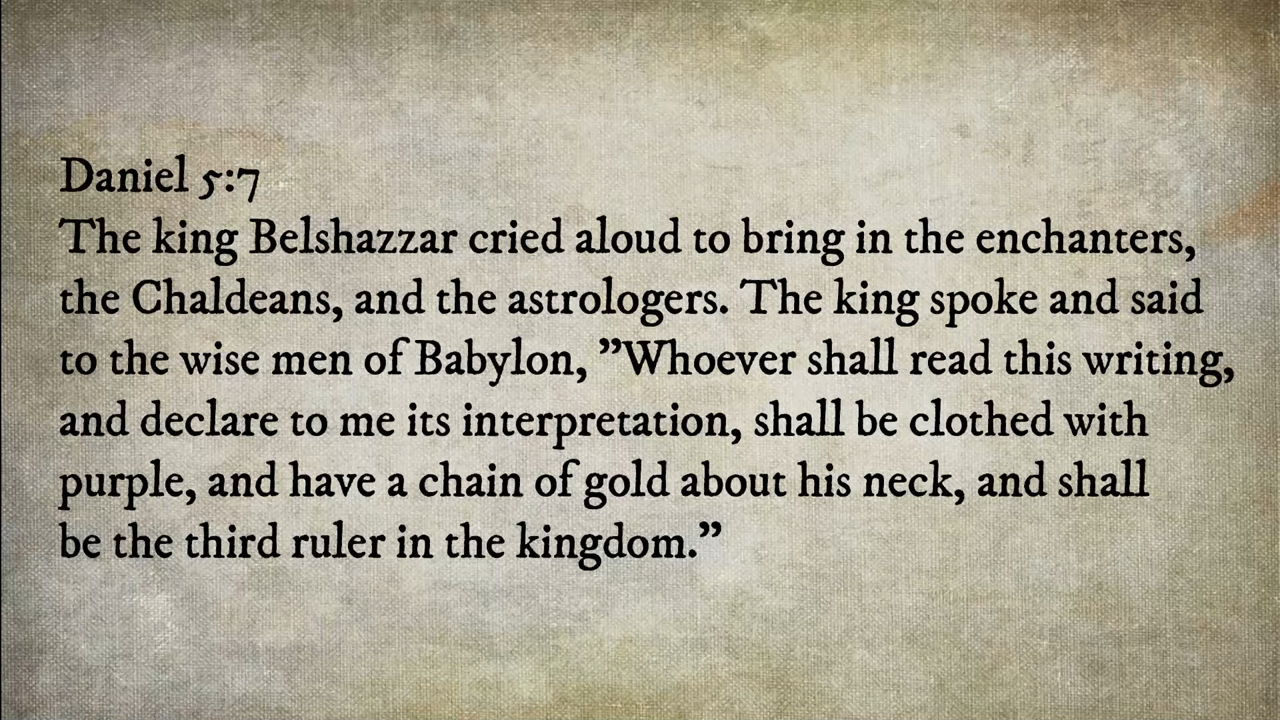 Daniel 5:7
The king Belshazzar cried aloud to bring in the enchanters,
the Chaldeans, and the astrologers. The king spoke and said
to the wise men of Babylon, ”Whoever shall read this writing,
and declare to me its interpretation, shall be clothed with
purple, and have a chain of gold about his neck, and shall
be the third ruler in the kingdom.”